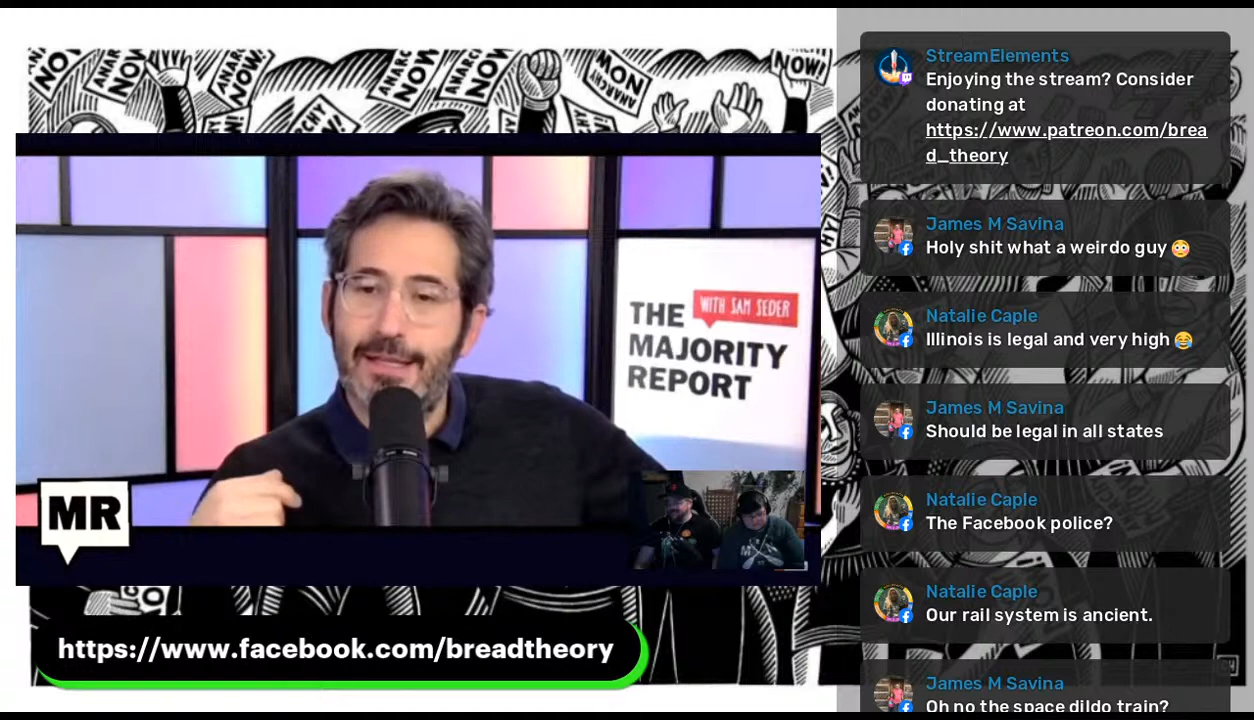 NOW!
ANARCHY
THE
WITH SAM SEDER
MAJORITY
REPORT
MR
https://www.facebook.com/breadtheory
StreamElements
Enjoying the stream? Consider
donating at
https://www.patreon.com/brea
d_theory
James M Savina
Holy shit what a weirdo guy 😳
Natalie Caple
Illinois is legal and very high 😂
James M Savina
Should be legal in all states
Natalie Caple
The Facebook police?
Natalie Caple
Our rail system is ancient.
James M Savina
Oh no the space dildo train?